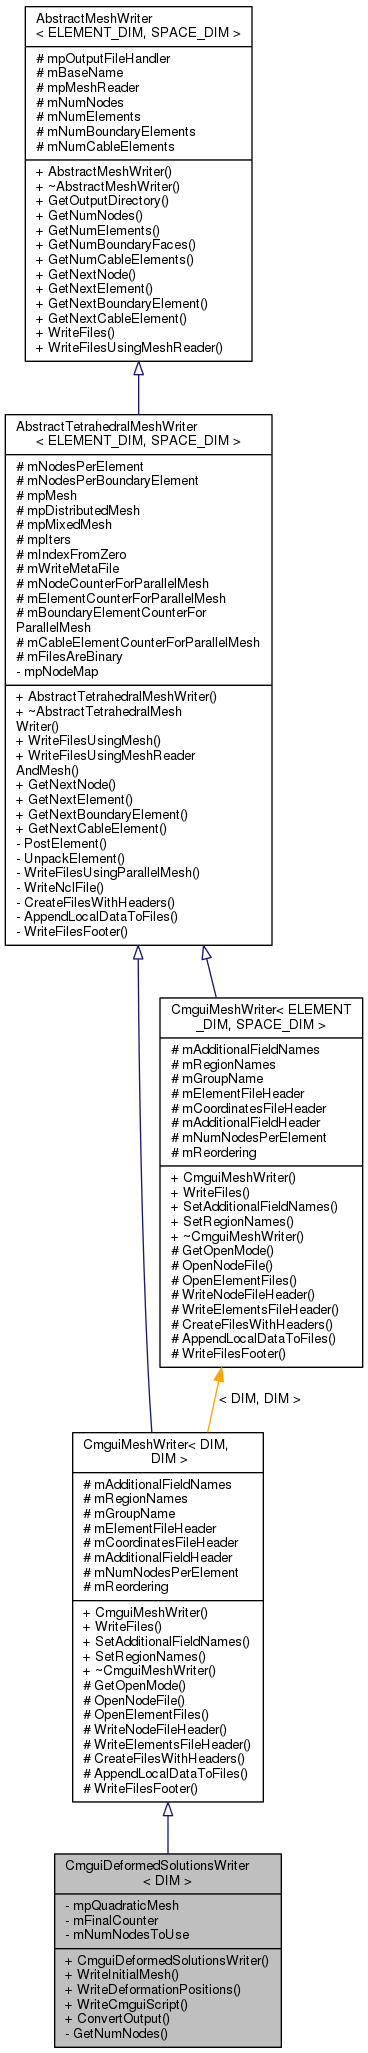 AbstractMeshWriter
< ELEMENT_DIM, SPACE_DIM >
# mpOutputFileHandler
# mBaseName
# mpMeshReader
# mNumNodes
# mNumElements
# mNumBoundaryElements
# mNumCableElements
+ AbstractMeshWriter()
+ ~AbstractMeshWriter()
+ GetOutputDirectory()
+ GetNumNodes()
+ GetNumElements()
+ GetNumBoundaryFaces()
+ GetNumCableElements()
+ GetNextNode()
+ GetNextElement()
+ GetNextBoundaryElement()
+ GetNextCableElement()
+ WriteFiles()
+ WriteFilesUsingMeshReader()
AbstractTetrahedralMeshWriter
< ELEMENT_DIM, SPACE_DIM >
# mNodesPerElement
# mNodesPerBoundaryElement
# mpMesh
# mpDistributedMesh
# mpMixedMesh
# mpIters
# mIndexFromZero
# mWriteMetaFile
# mNodeCounterForParallelMesh
# mElementCounterForParallelMesh
# mBoundaryElementCounterFor
ParallelMesh
# mCableElementCounterForParallelMesh
# mFilesAreBinary
- mpNodeMap
+ AbstractTetrahedralMeshWriter()
+ ~AbstractTetrahedralMesh
Writer()
+ WriteFilesUsingMesh()
+ WriteFilesUsingMeshReader
AndMesh()
+ GetNextNode()
+ GetNextElement()
+ GetNextBoundaryElement()
+ GetNextCableElement()
- PostElement()
- UnpackElement()
- WriteFilesUsingParallelMesh()
- WriteNclFile()
- CreateFilesWithHeaders()
- AppendLocalDataToFiles()
- WriteFilesFooter()
CmguiMeshWriter< ELEMENT
_DIM, SPACE_DIM >
# mAdditionalFieldNames
# mRegionNames
# mGroupName
# mElementFileHeader
# mCoordinatesFileHeader
# mAdditionalFieldHeader
# mNumNodesPerElement
# mReordering
+ CmguiMeshWriter()
+ WriteFiles()
+ SetAdditionalFieldNames()
+ SetRegionNames()
+ ~CmguiMeshWriter()
# GetOpenMode()
# OpenNodeFile()
# OpenElementFiles()
# WriteNodeFileHeader()
# WriteElementsFileHeader()
# CreateFilesWithHeaders()
# AppendLocalDataToFiles()
# WriteFilesFooter()
< DIM, DIM >
CmguiMeshWriter< DIM,
DIM >
# mAdditionalFieldNames
# mRegionNames
# mGroupName
# mElementFileHeader
# mCoordinatesFileHeader
# mAdditionalFieldHeader
# mNumNodesPerElement
# mReordering
+ CmguiMeshWriter()
+ WriteFiles()
+ SetAdditionalFieldNames()
+ SetRegionNames()
+ ~CmguiMeshWriter()
# GetOpenMode()
# OpenNodeFile()
# OpenElementFiles()
# WriteNodeFileHeader()
# WriteElementsFileHeader()
# CreateFilesWithHeaders()
# AppendLocalDataToFiles()
# WriteFilesFooter()
CmguiDeformedSolutionsWriter
< DIM >
- mpQuadraticMesh
- mFinalCounter
- mNumNodesToUse
+ CmguiDeformedSolutionsWriter()
+ WriteInitialMesh()
+ WriteDeformationPositions()
+ WriteCmguiScript()
+ ConvertOutput()
- GetNumNodes()